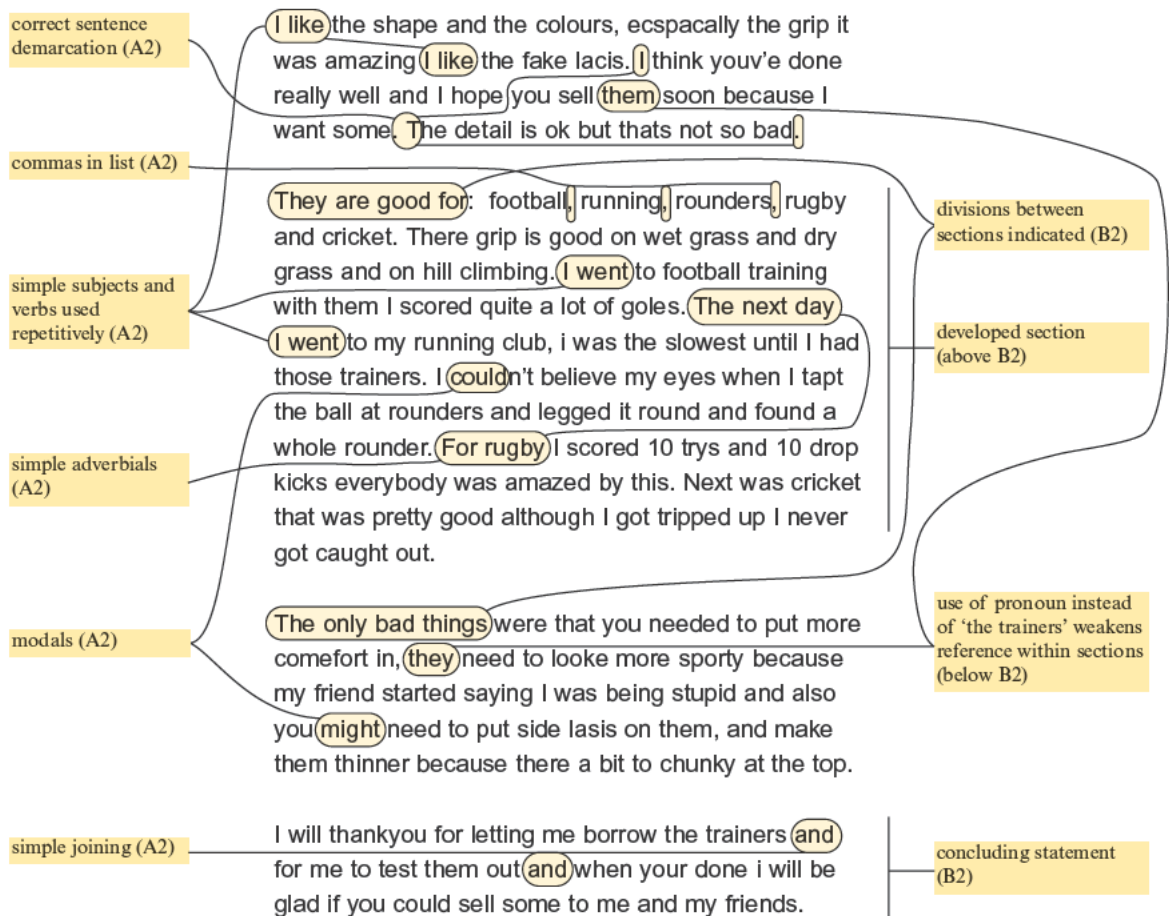 correct sentence
demarcation (A2)
commas in list (A2)
simple subjects and
verbs used
repetitively (A2)
simple adverbials
(A2)
modals (A2)
simple joining (A2)
I like the shape and the colours, ecspacally the grip it
was amazing I like the fake lacis. I think youv'e done
really well and I hope you sell them soon because I
want some. The detail is ok but thats not so bad.
They are good for: football, running, rounders, rugby
and cricket. There grip is good on wet grass and dry
grass and on hill climbing. I went to football training
with them I scored quite a lot of goles. The next day
I went to my running club, i was the slowest until I had
those trainers. I couldn't believe my eyes when I tapt
the ball at rounders and legged it round and found a
whole rounder. For rugby I scored 10 trys and 10 drop
kicks everybody was amazed by this. Next was cricket
that was pretty good although I got tripped up I never
got caught out.
The only bad things were that you needed to put more
comefort in, they need to looke more sporty because
my friend started saying I was being stupid and also
you might need to put side lasis on them, and make
them thinner because there a bit to chunky at the top.
I will thankyou for letting me borrow the trainers and
for me to test them out and when your done i will be
glad if you could sell some to me and my friends.
divisions between
sections indicated (B2)
developed section
(above B2)
use of pronoun instead
of ‘the trainers’ weakens
reference within sections
(below B2)
concluding statement
(B2)